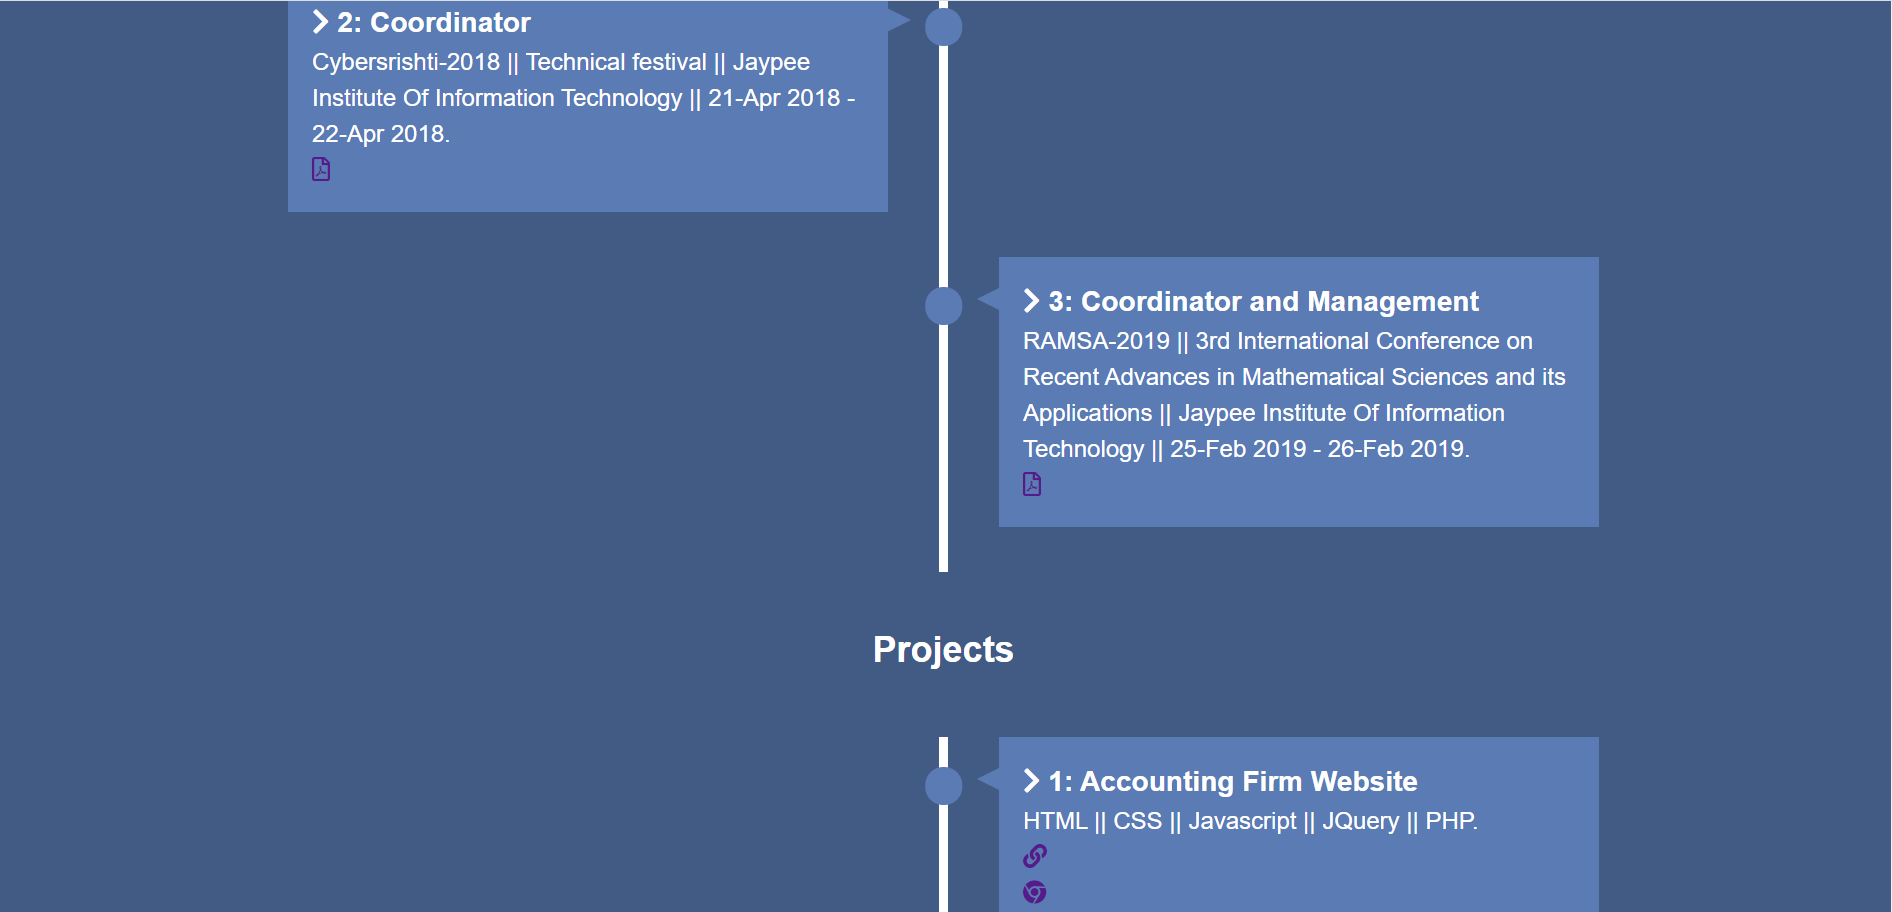 2: Coordinator
Cybersrishti-2018 || Technical festival || Jaypee
Institute Of Information Technology || 21-Apr 2018 -
22-Apr 2018.
3: Coordinator and Management
RAMSA-2019 || 3rd International Conference on
Recent Advances in Mathematical Sciences and its
Applications || Jaypee Institute Of Information
Technology || 25-Feb 2019 - 26-Feb 2019.
Projects
1: Accounting Firm Website
HTML || CSS || Javascript || JQuery || PHP.